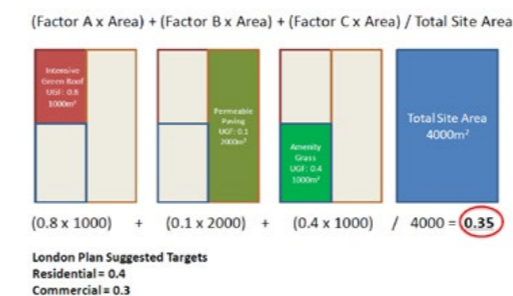 (Factor A x Area) + (Factor B x Area) + (Factor C x Area) / Total Site Area
Intensive
Green Roof
UGF: 0.8
1000m²
Permeable
Paving
UGF: 0.1
2000m²
Amenity
Grass
UGF: 0.4
1000m²
Total Site Area
4000m²
(0.8 x 1000) + (0.1 x 2000) + (0.4 x 1000) / 4000 = 0.35
London Plan Suggested Targets
Residential = 0.4
Commercial = 0.3